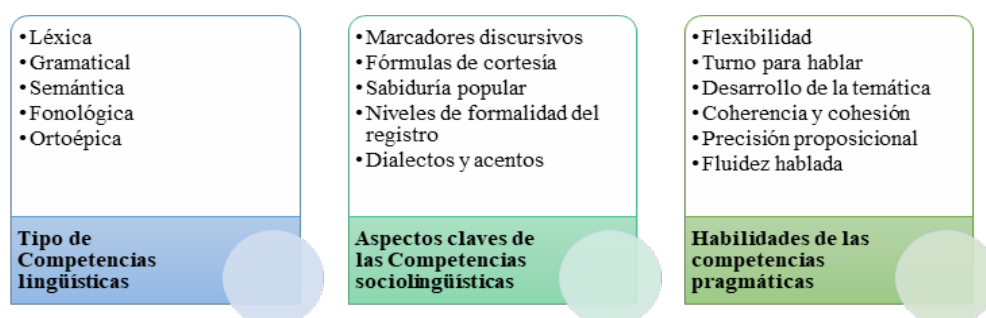 •Léxica
•Gramatical
•Semántica
•Fonológica
•Ortoépica
Tipo de
Competencias
lingüísticas
•Marcadores discursivos
•Fórmulas de cortesía
•Sabiduría popular
•Niveles de formalidad del
registro
•Dialectos y acentos
Aspectos claves de
las Competencias
sociolingüísticas
•Flexibilidad
•Turno para hablar
•Desarrollo de la temática
•Coherencia y cohesión
•Precisión proposicional
•Fluidez hablada
Habilidades de las
competencias
pragmáticas